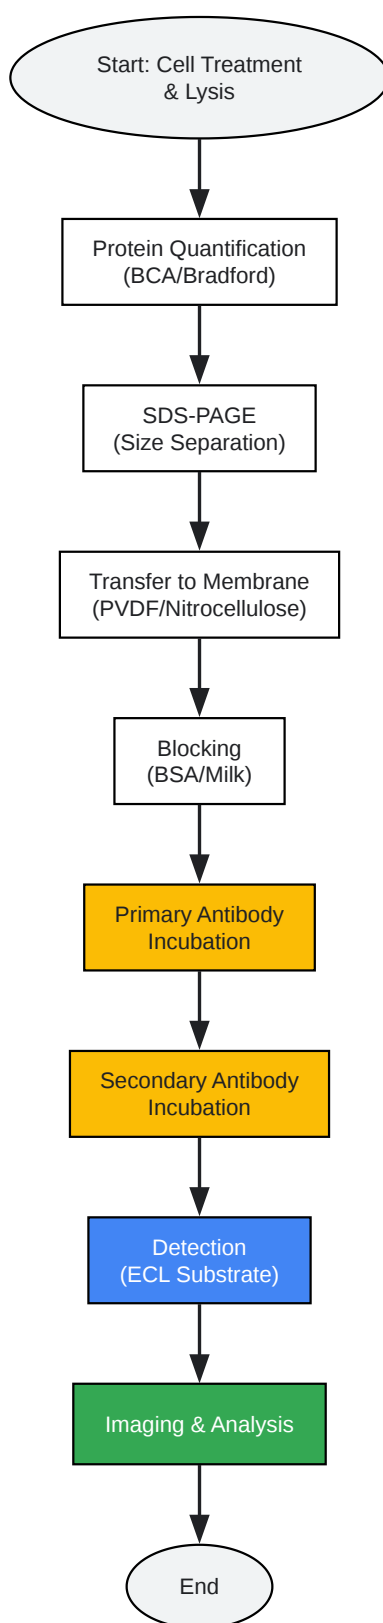 Start: Cell Treatment
& Lysis
Protein Quantification
(BCA/Bradford)
SDS-PAGE
(Size Separation)
Transfer to Membrane
(PVDF/Nitrocellulose)
Blocking
(BSA/Milk)
Primary Antibody
Incubation
Secondary Antibody
Incubation
Detection
(ECL Substrate)
Imaging & Analysis
End